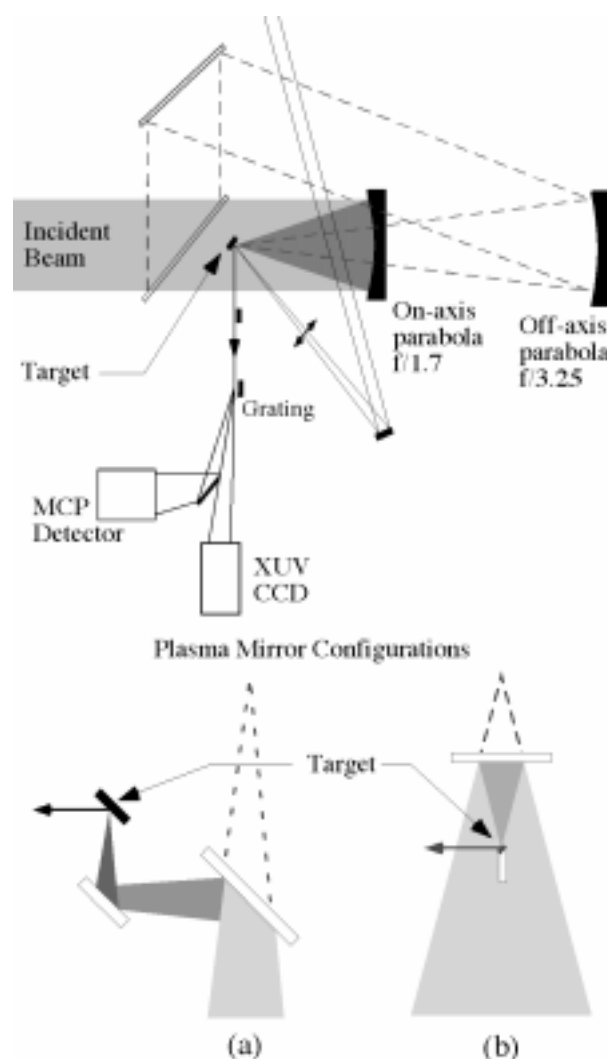 Incident
Beam
Target
On-axis
parabola
f/1.7
Off-axis
parabola
f/3.25
Grating
MCP
Detector
XUV
CCD
Plasma Mirror Configurations
Target
(a)
(b)